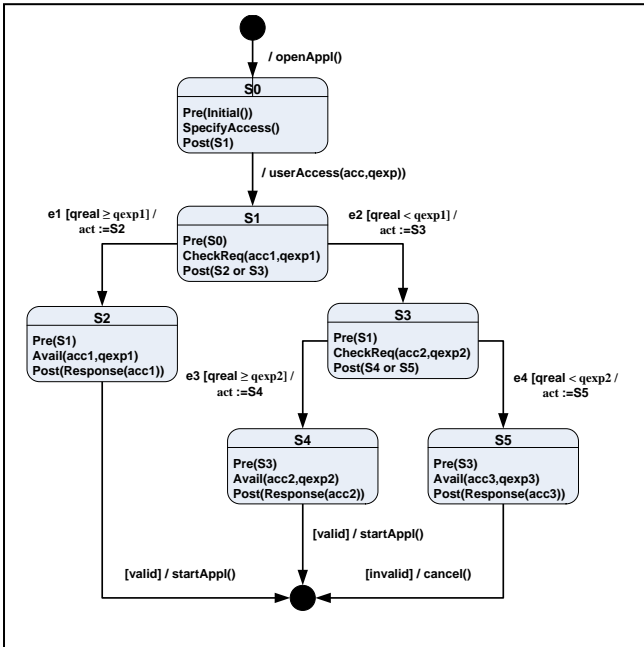 / openAppl()
S0
Pre(Initial())
SpecifyAccess()
Post(S1)
/ userAccess(acc,qexp))
e1 [qreal ≥ qexp1] /
act :=S2
S1
Pre(S0)
CheckReq(acc1,qexp1)
Post(S2 or S3)
e2 [qreal < qexp1] /
act :=S3
S2
Pre(S1)
Avail(acc1,qexp1)
Post(Response(acc1))
S3
Pre(S1)
CheckReq(acc2,qexp2)
Post(S4 or S5)
e3 [qreal ≥ qexp2] /
act :=S4
e4 [qreal < qexp2 /
act :=S5
S4
Pre(S3)
Avail(acc2,qexp2)
Post(Response(acc2))
S5
Pre(S3)
Avail(acc3,qexp3)
Post(Response(acc3))
[valid] / startAppl()
[valid] / startAppl()
[invalid] / cancel()